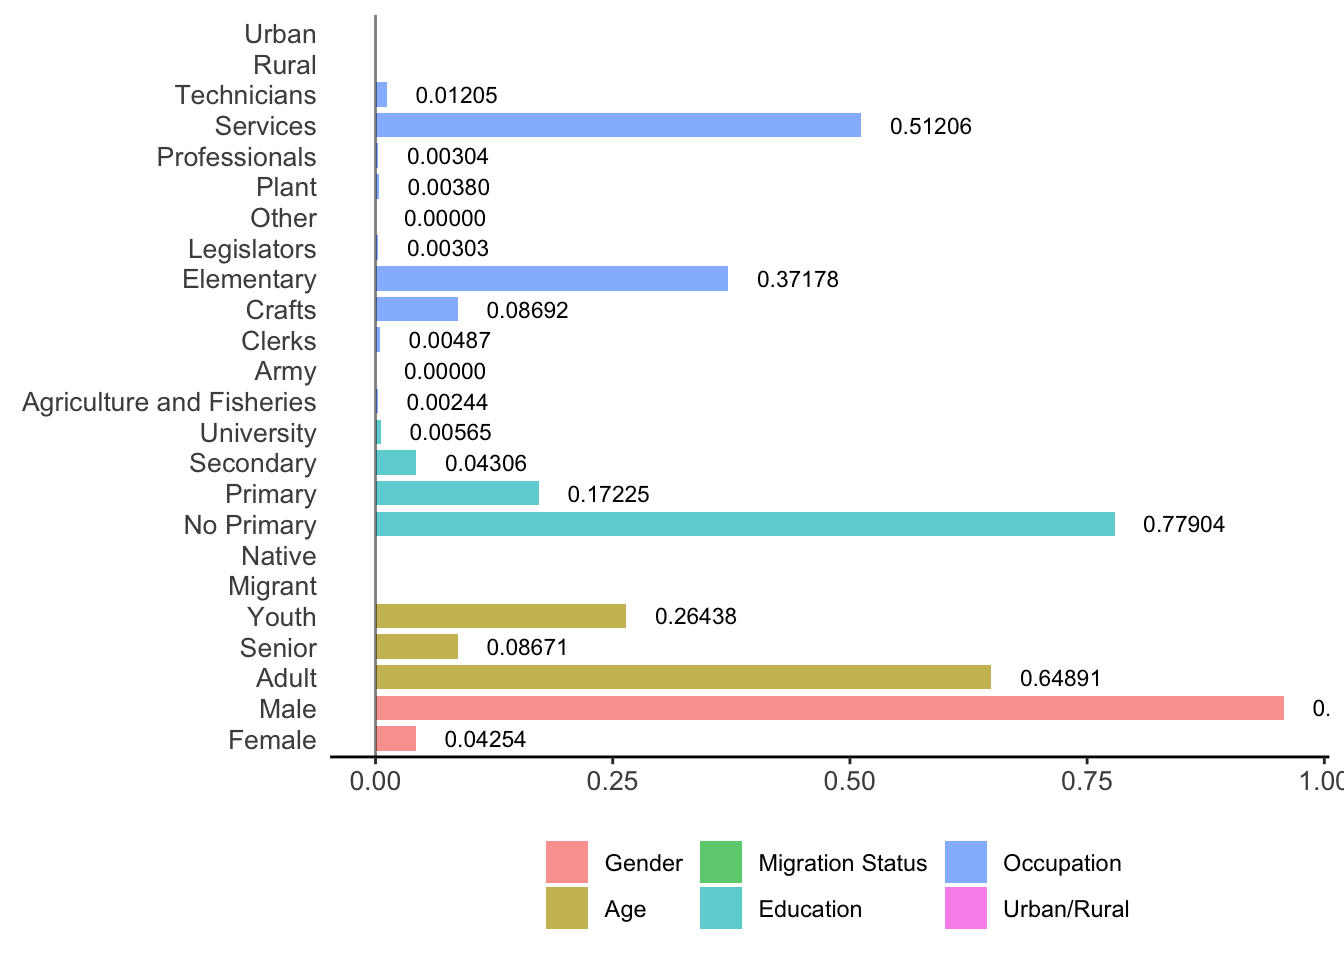 Urban
Rural
Technicians 0.01205
Services 0.51206
Professionals 0.00304
Plant 0.00380
Other 0.00000
Legislators 0.00303
Elementary 0.37178
Crafts 0.08692
Clerks 0.00487
Army 0.00000
Agriculture and Fisheries 0.00244
University 0.00565
Secondary 0.04306
Primary 0.17225
No Primary 0.77904
Native
Migrant
Youth 0.26438
Senior 0.08671
Adult 0.64891
Male 0.
Female 0.04254
0.00 0.25 0.50 0.75 1.00
Gender Migration Status Occupation
Age Education Urban/Rural